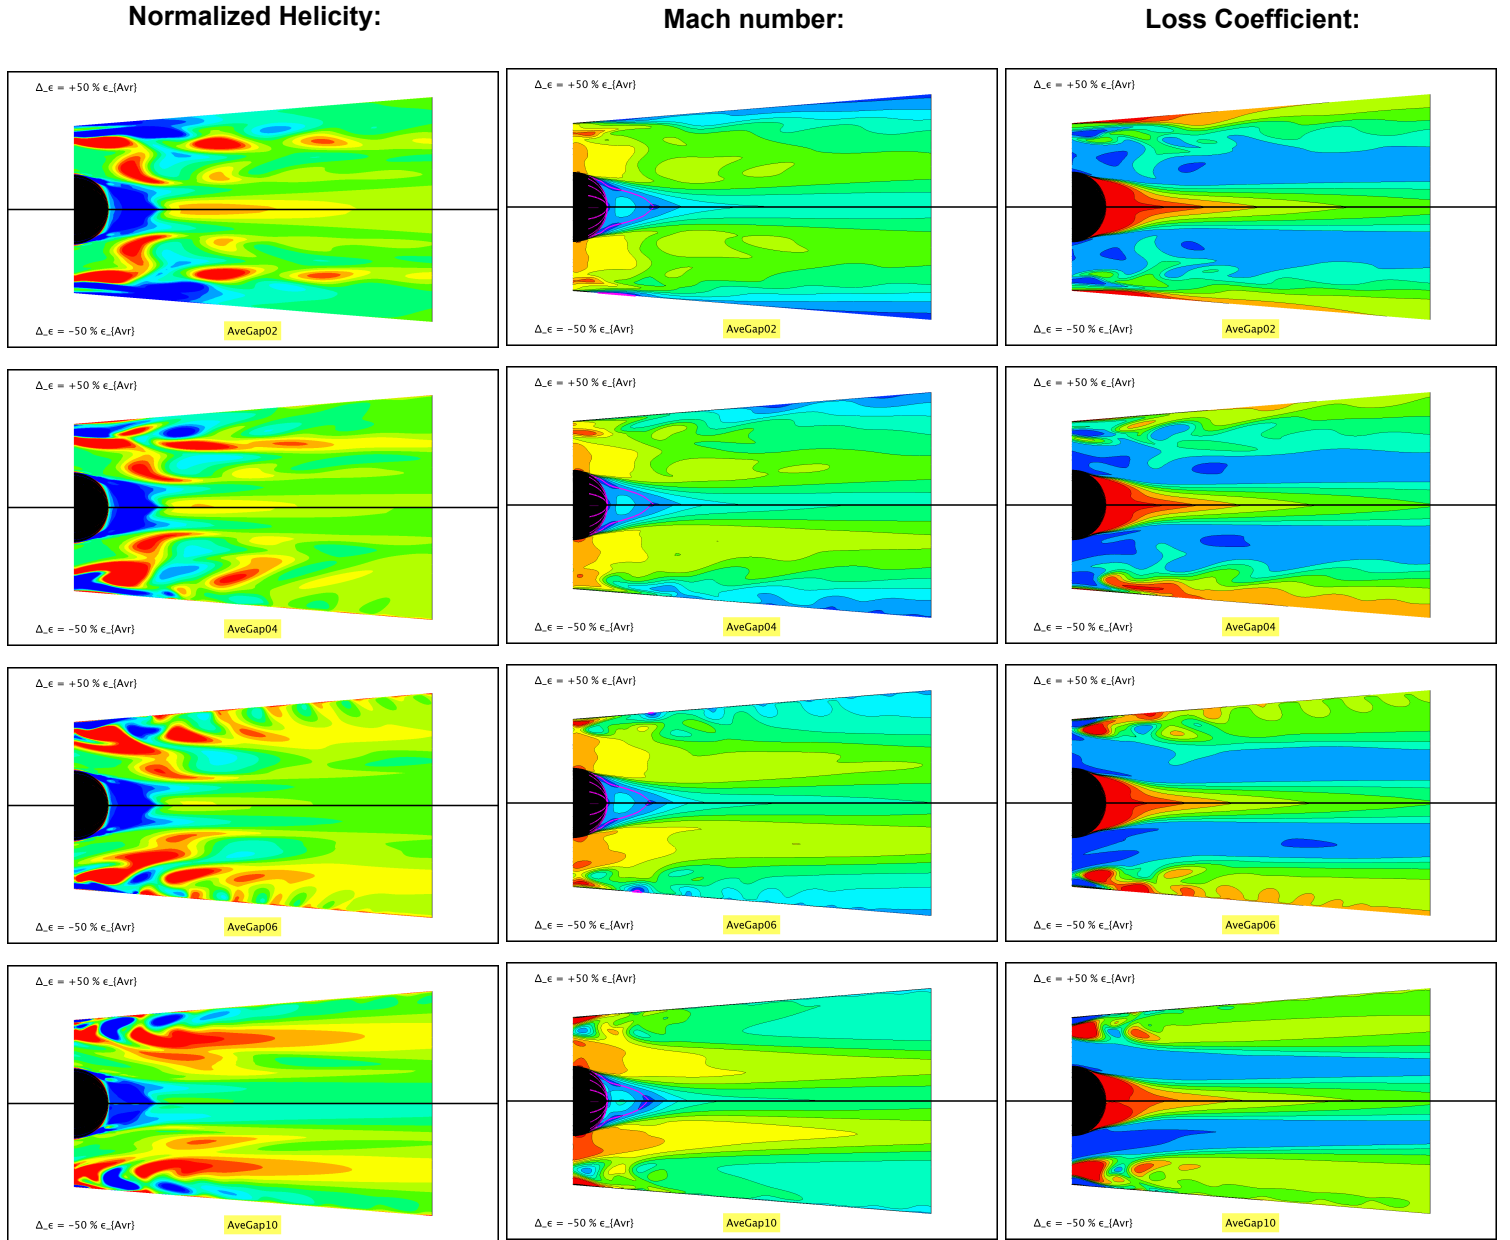 Normalized Helicity:
Mach number:
Loss Coefficient:
Δ_ϵ = +50 % ϵ_{Avr}
Δ_ϵ = −50 % ϵ_{Avr}
AveGap02
Δ_ϵ = +50 % ϵ_{Avr}
Δ_ϵ = −50 % ϵ_{Avr}
AveGap02
Δ_ϵ = +50 % ϵ_{Avr}
Δ_ϵ = −50 % ϵ_{Avr}
AveGap02
Δ_ϵ = +50 % ϵ_{Avr}
Δ_ϵ = −50 % ϵ_{Avr}
AveGap04
Δ_ϵ = +50 % ϵ_{Avr}
Δ_ϵ = −50 % ϵ_{Avr}
AveGap04
Δ_ϵ = +50 % ϵ_{Avr}
Δ_ϵ = −50 % ϵ_{Avr}
AveGap04
Δ_ϵ = +50 % ϵ_{Avr}
Δ_ϵ = −50 % ϵ_{Avr}
AveGap06
Δ_ϵ = +50 % ϵ_{Avr}
Δ_ϵ = −50 % ϵ_{Avr}
AveGap06
Δ_ϵ = +50 % ϵ_{Avr}
Δ_ϵ = −50 % ϵ_{Avr}
AveGap06
Δ_ϵ = +50 % ϵ_{Avr}
Δ_ϵ = −50 % ϵ_{Avr}
AveGap10
Δ_ϵ = +50 % ϵ_{Avr}
Δ_ϵ = −50 % ϵ_{Avr}
AveGap10
Δ_ϵ = +50 % ϵ_{Avr}
Δ_ϵ = −50 % ϵ_{Avr}
AveGap10